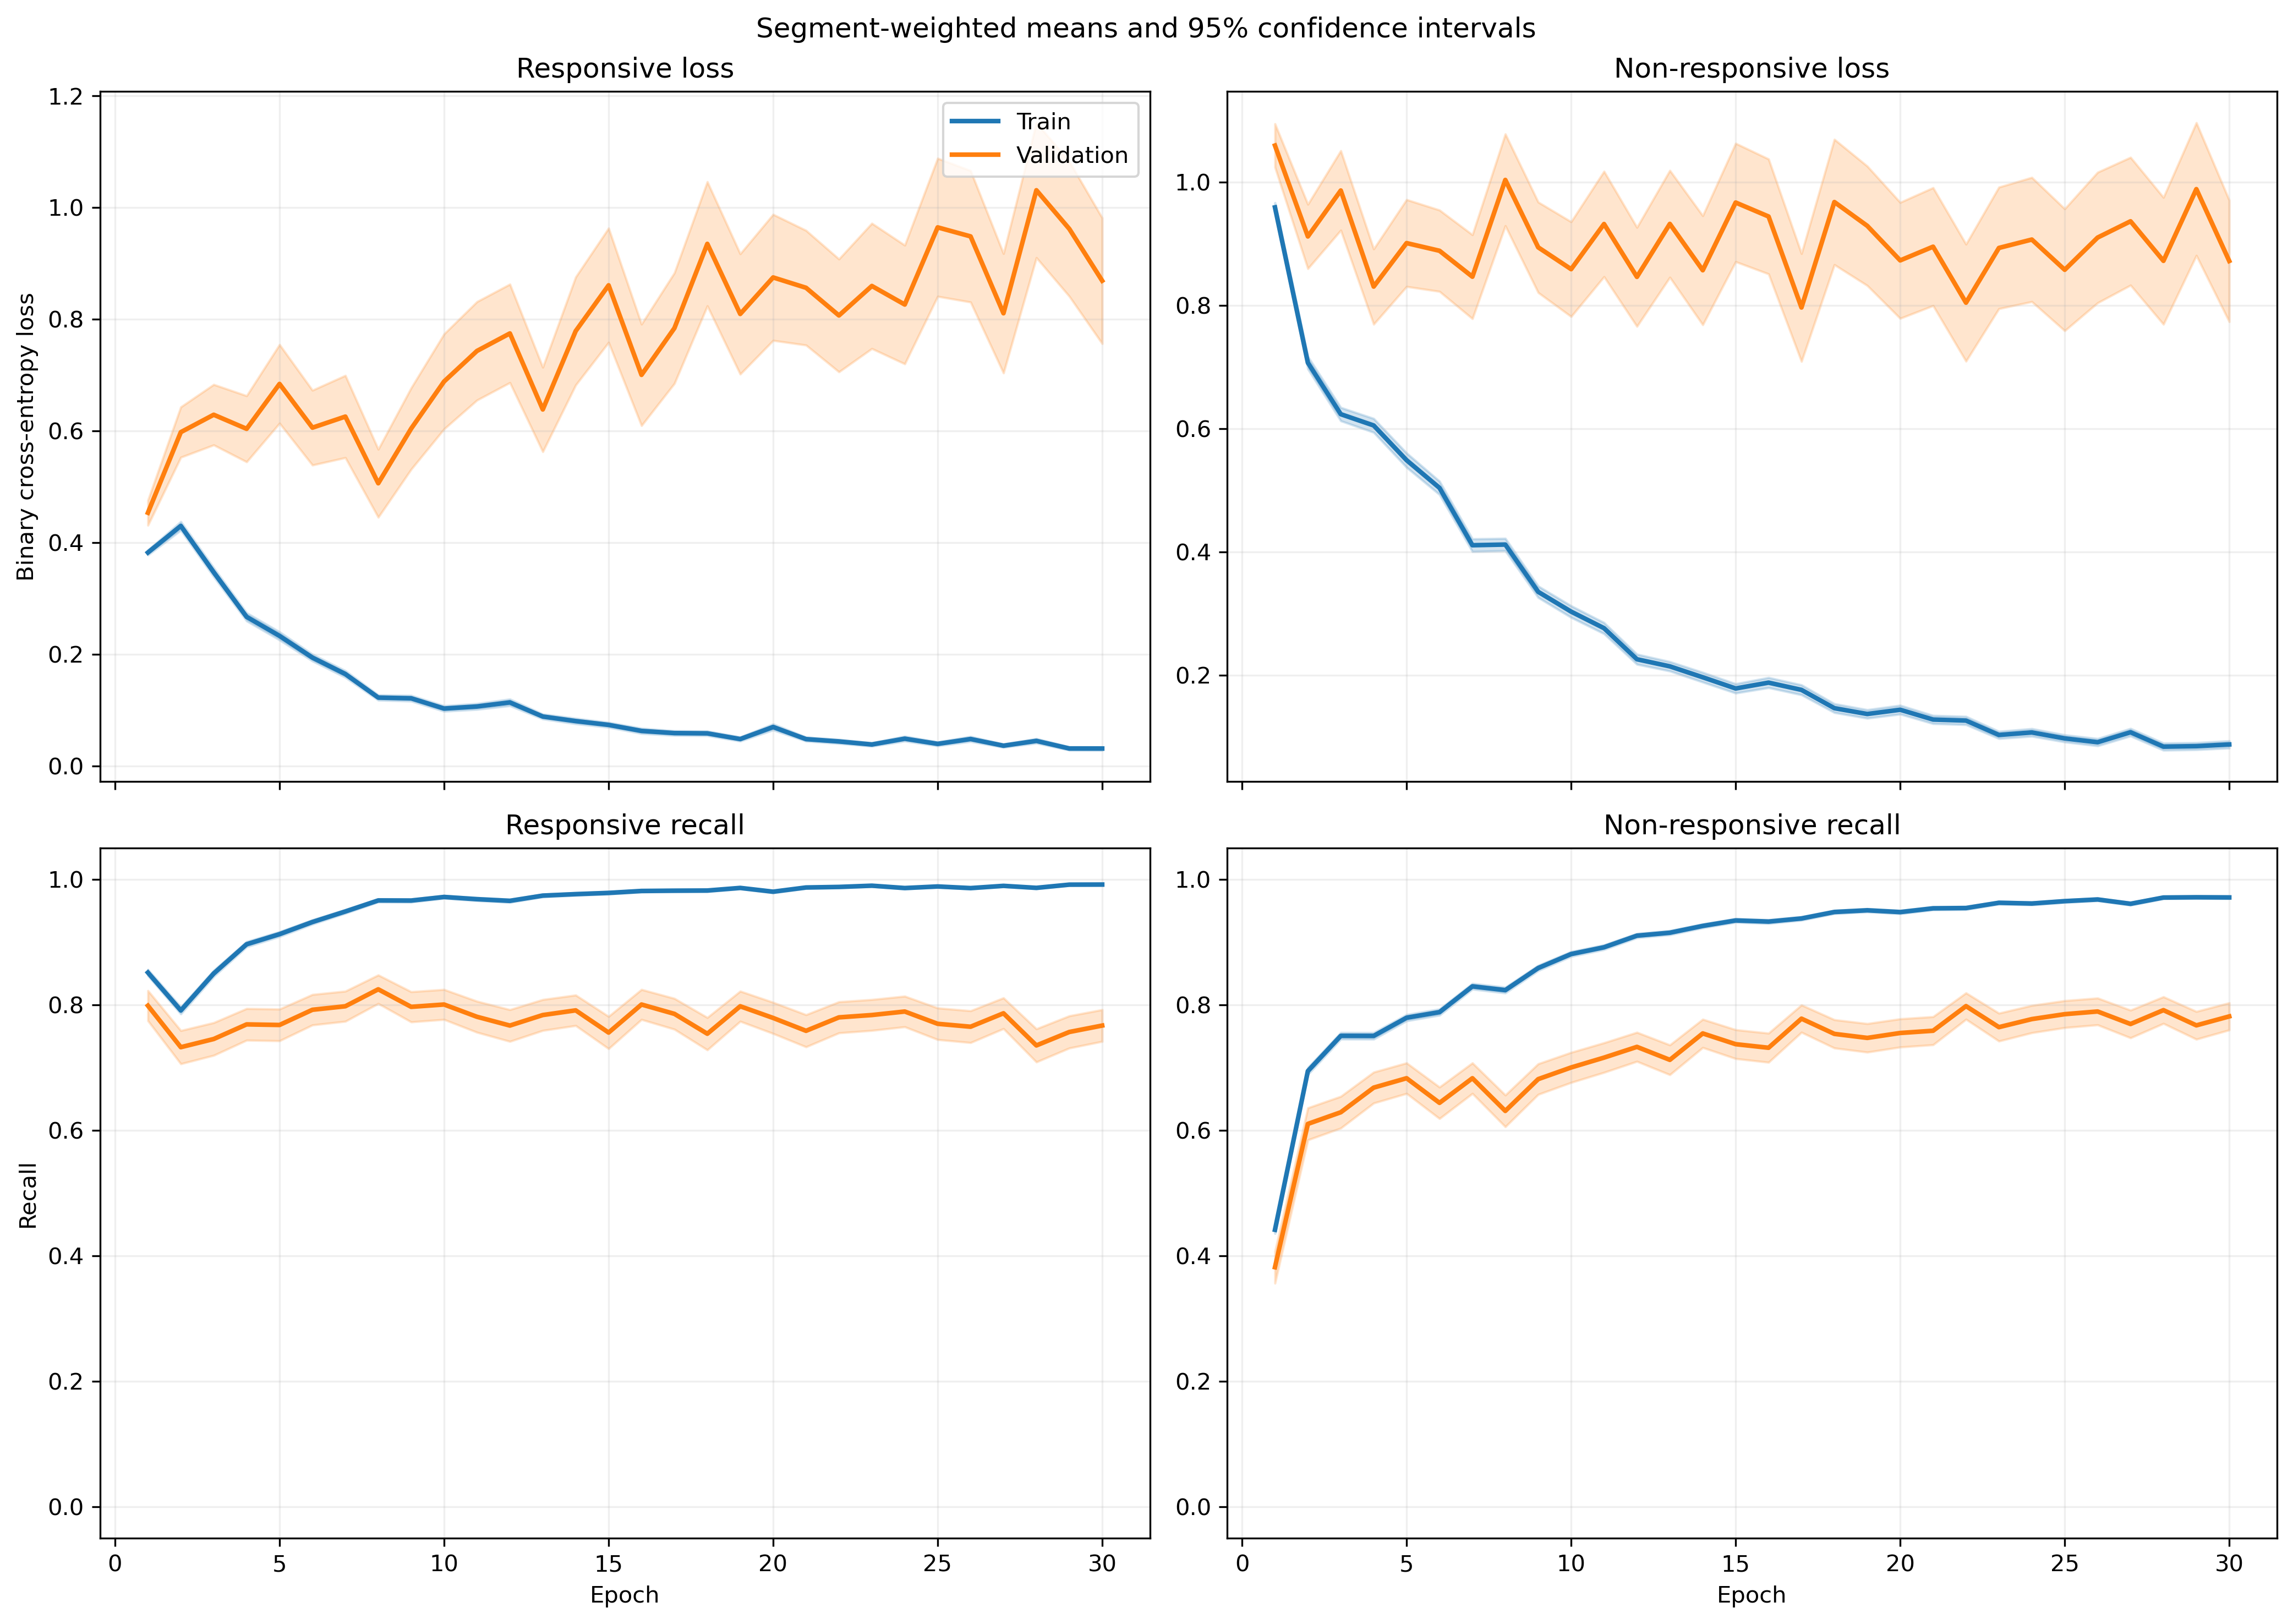 Segment-weighted means and 95% confidence intervals
Responsive loss
Non-responsive loss
1.2
1.0
0.8
0.6
0.4
0.2
0.0
Binary cross-entropy loss
Train
Validation
1.0
0.8
0.6
0.4
0.2
Responsive recall
Non-responsive recall
1.0
0.8
0.6
0.4
0.2
0.0
Recall
0 5 10 15 20 25 30
Epoch
1.0
0.8
0.6
0.4
0.2
0.0
0 5 10 15 20 25 30
Epoch